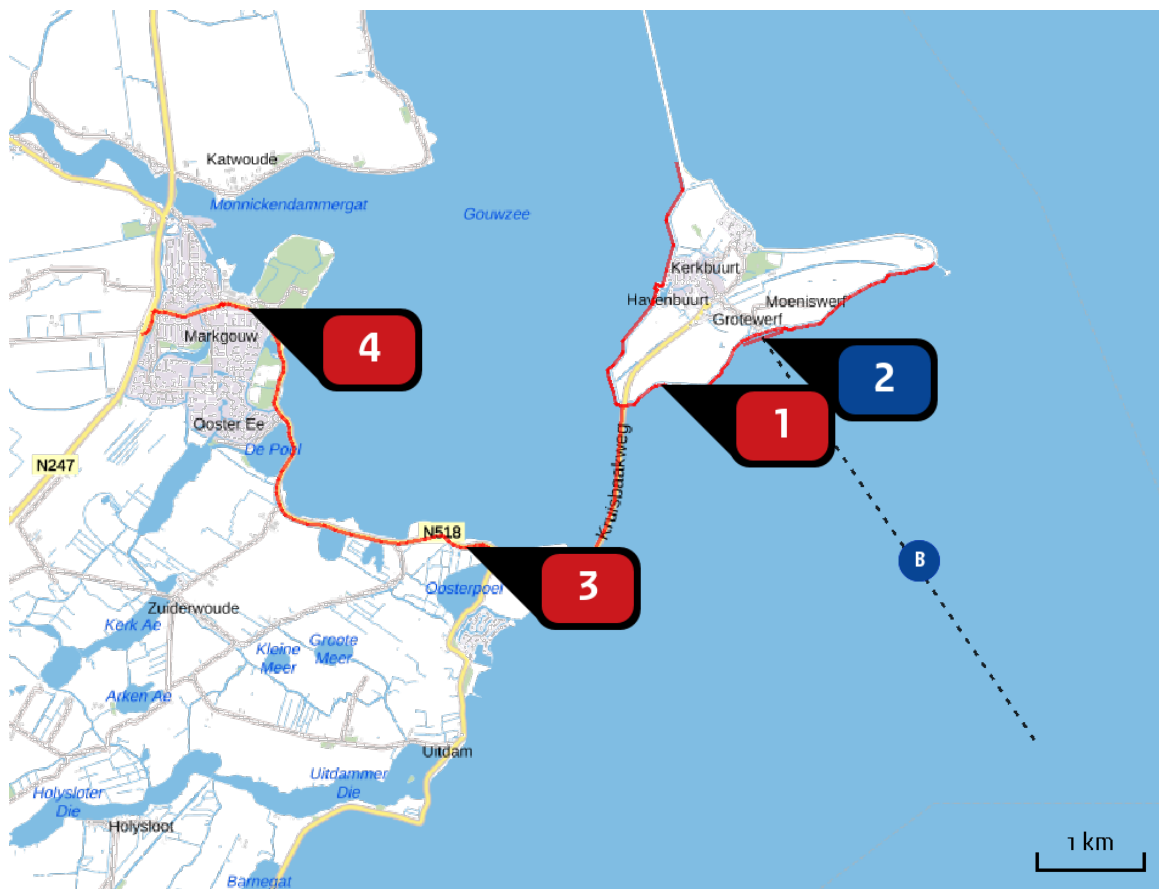 Katwoude
Monnickendammergat
Gouwzee
Kerkbuurt
Havenbuurt
Moeniswerf
Grotewerf
Markgouw
4
2
1
Ooster Ee
De Poel
N247
Kruisbaakweg
N518
B
3
Oosterpoel
Zuiderwoude
Kerk Ae
Kleine
Meer
Groote
Meer
Arken Ae
Uitdam
Uitdammer
Die
Holysloter
Die
Holysloot
Barnegat
1 km